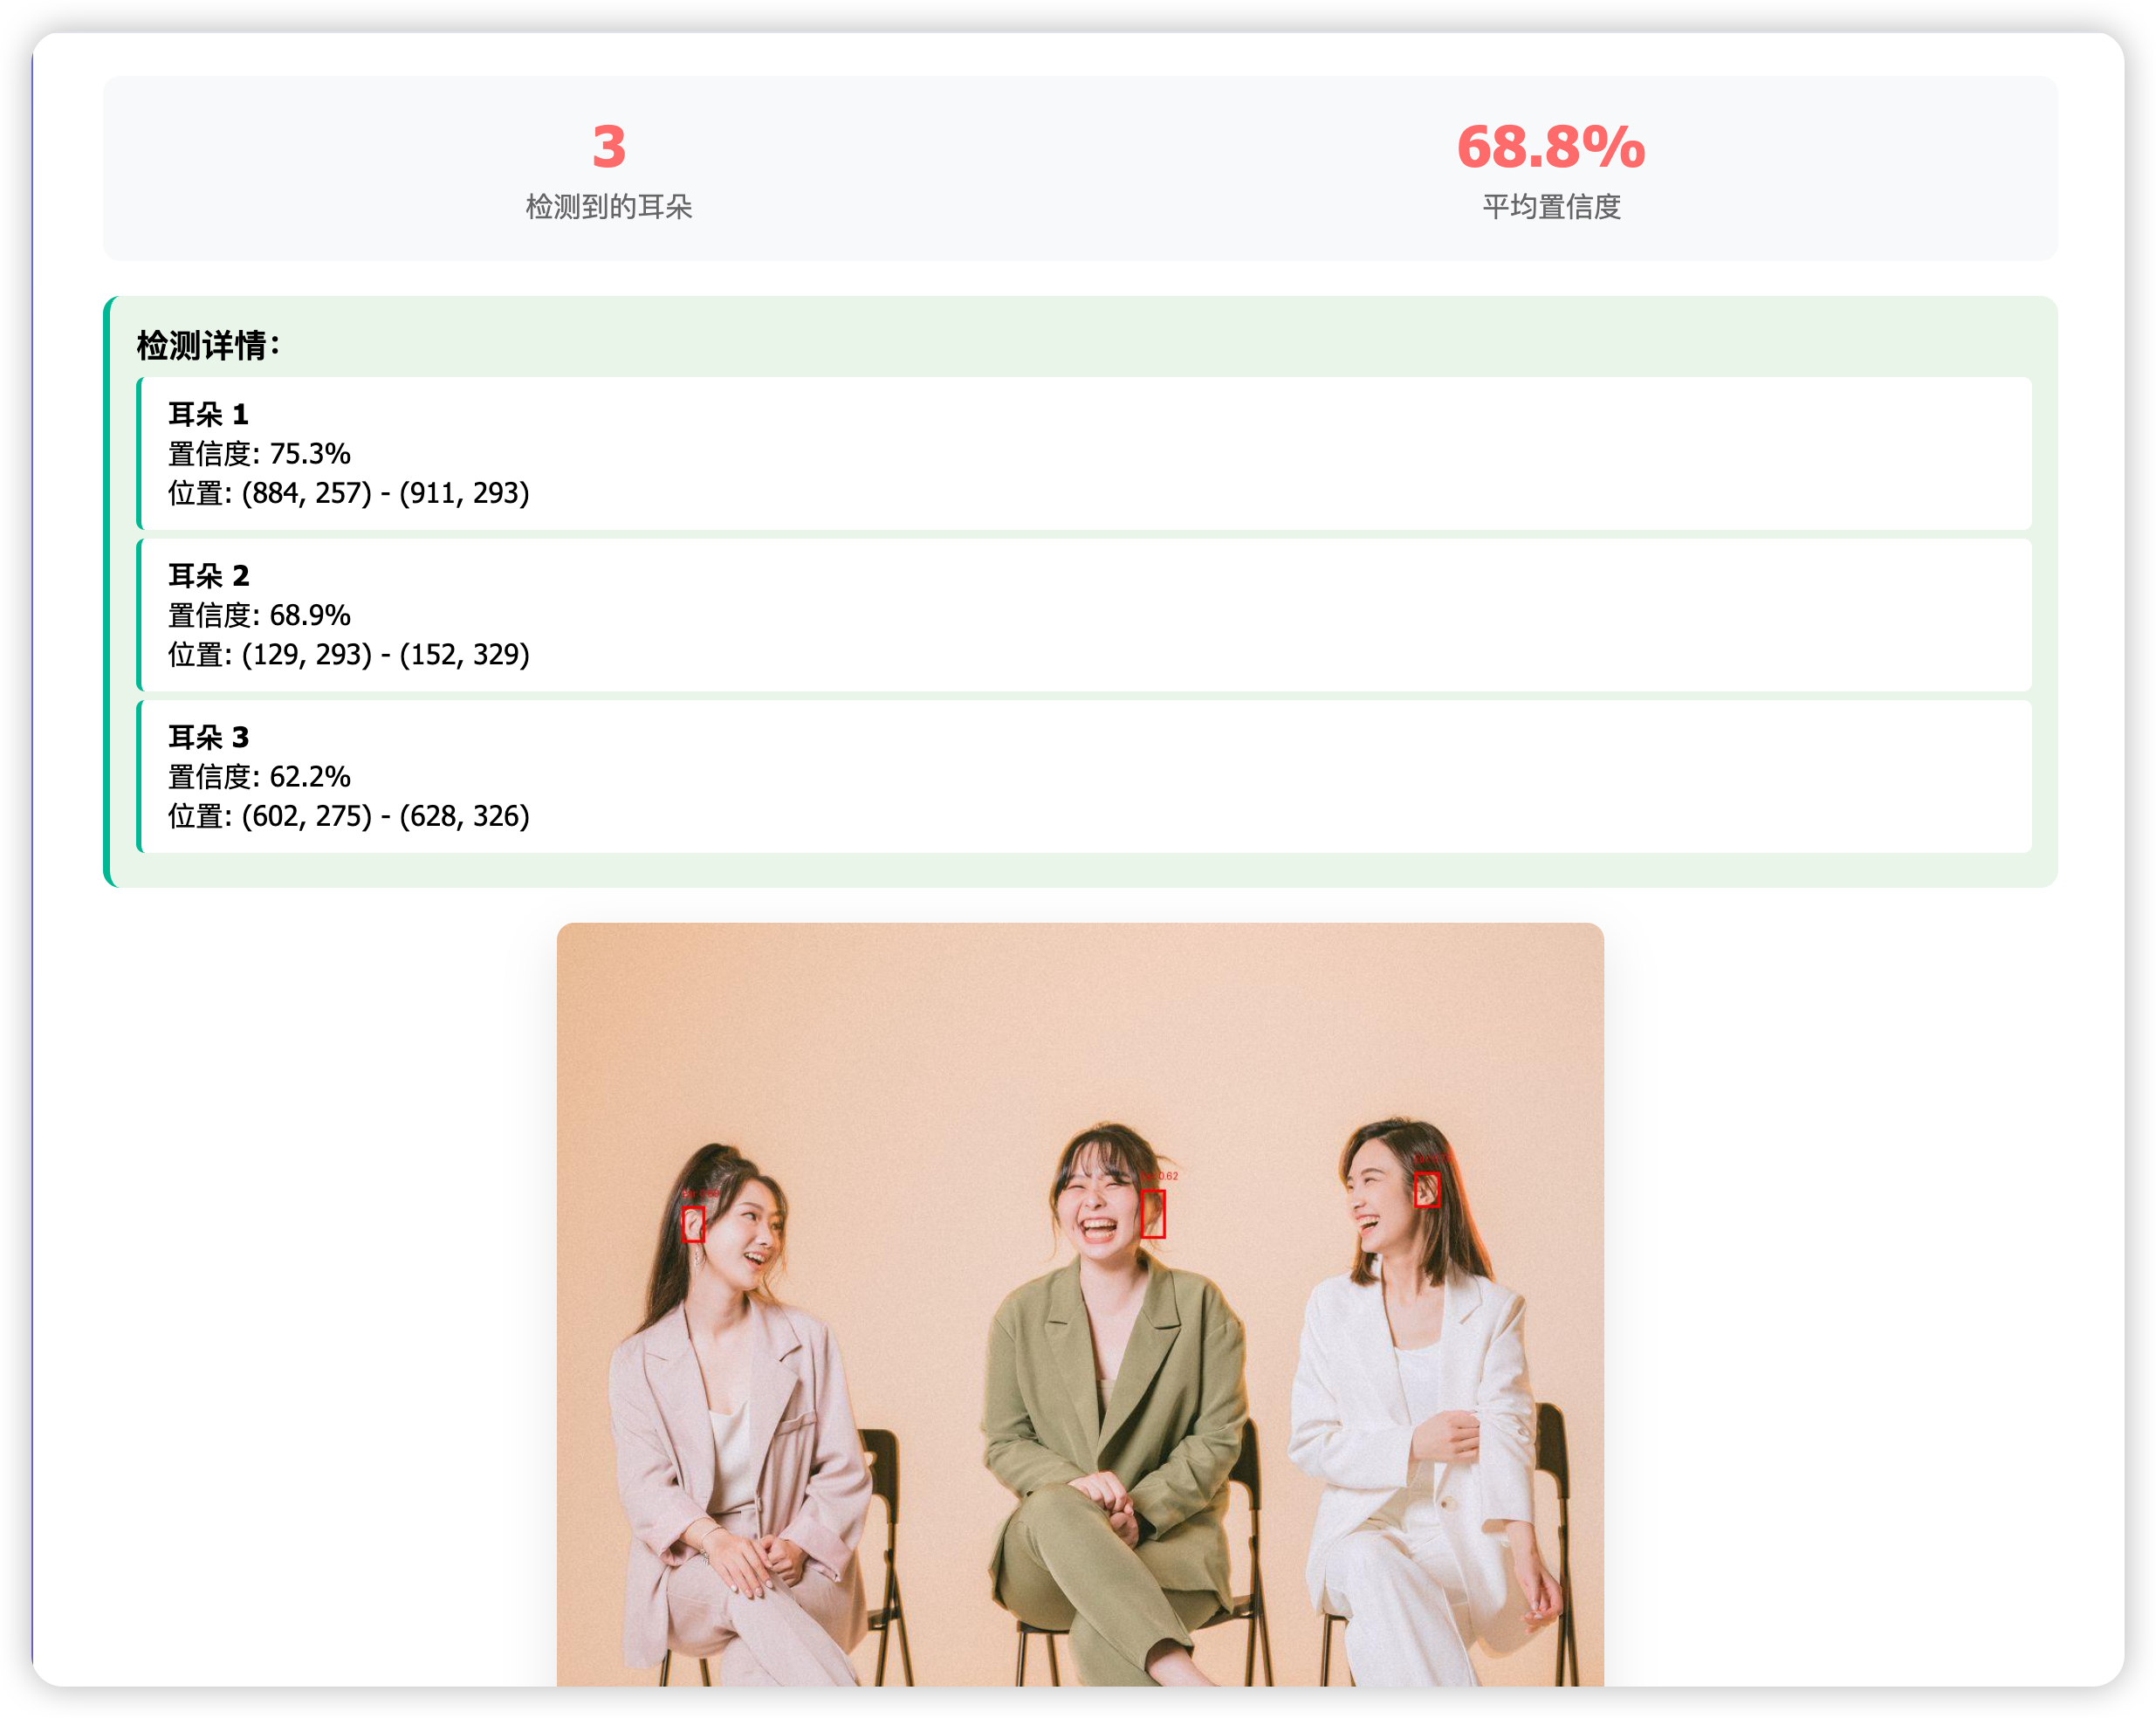 3
检测到的耳朵
68.8%
平均置信度
检测详情：
耳朵 1
置信度: 75.3%
位置: (884, 257) - (911, 293)
耳朵 2
置信度: 68.9%
位置: (129, 293) - (152, 329)
耳朵 3
置信度: 62.2%
位置: (602, 275) - (628, 326)
0.62